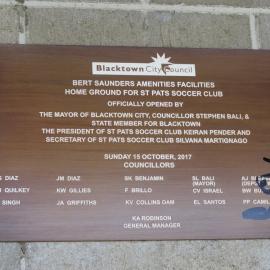 Blacktown City Council
BERT SAUNDERS AMENITIES FACILITIES
HOME GROUND FOR ST PATS SOCCER CLUB
OFFICIALLY OPENED BY
THE MAYOR OF BLACKTOWN CITY, COUNCILLOR STEPHEN BALI, &
STATE MEMBER FOR BLACKTOWN
THE PRESIDENT OF ST PATS SOCCER CLUB KEIRAN PENDER AND
SECRETARY OF ST PATS SOCCER CLUB SILVANA MARTIGNAGO
SUNDAY 15 OCTOBER, 2017
COUNCILLORS
S DIAZ JM DIAZ SK BENJAMIN SL BALI AJ
(MAYOR)
QUILKEY KW GILLIES F BRILLO CV ISRAEL BW
SINGH JA GRIFFITHS KV COLLINS GAM EL SANTOS PP
KA ROBINSON
GENERAL MANAGER